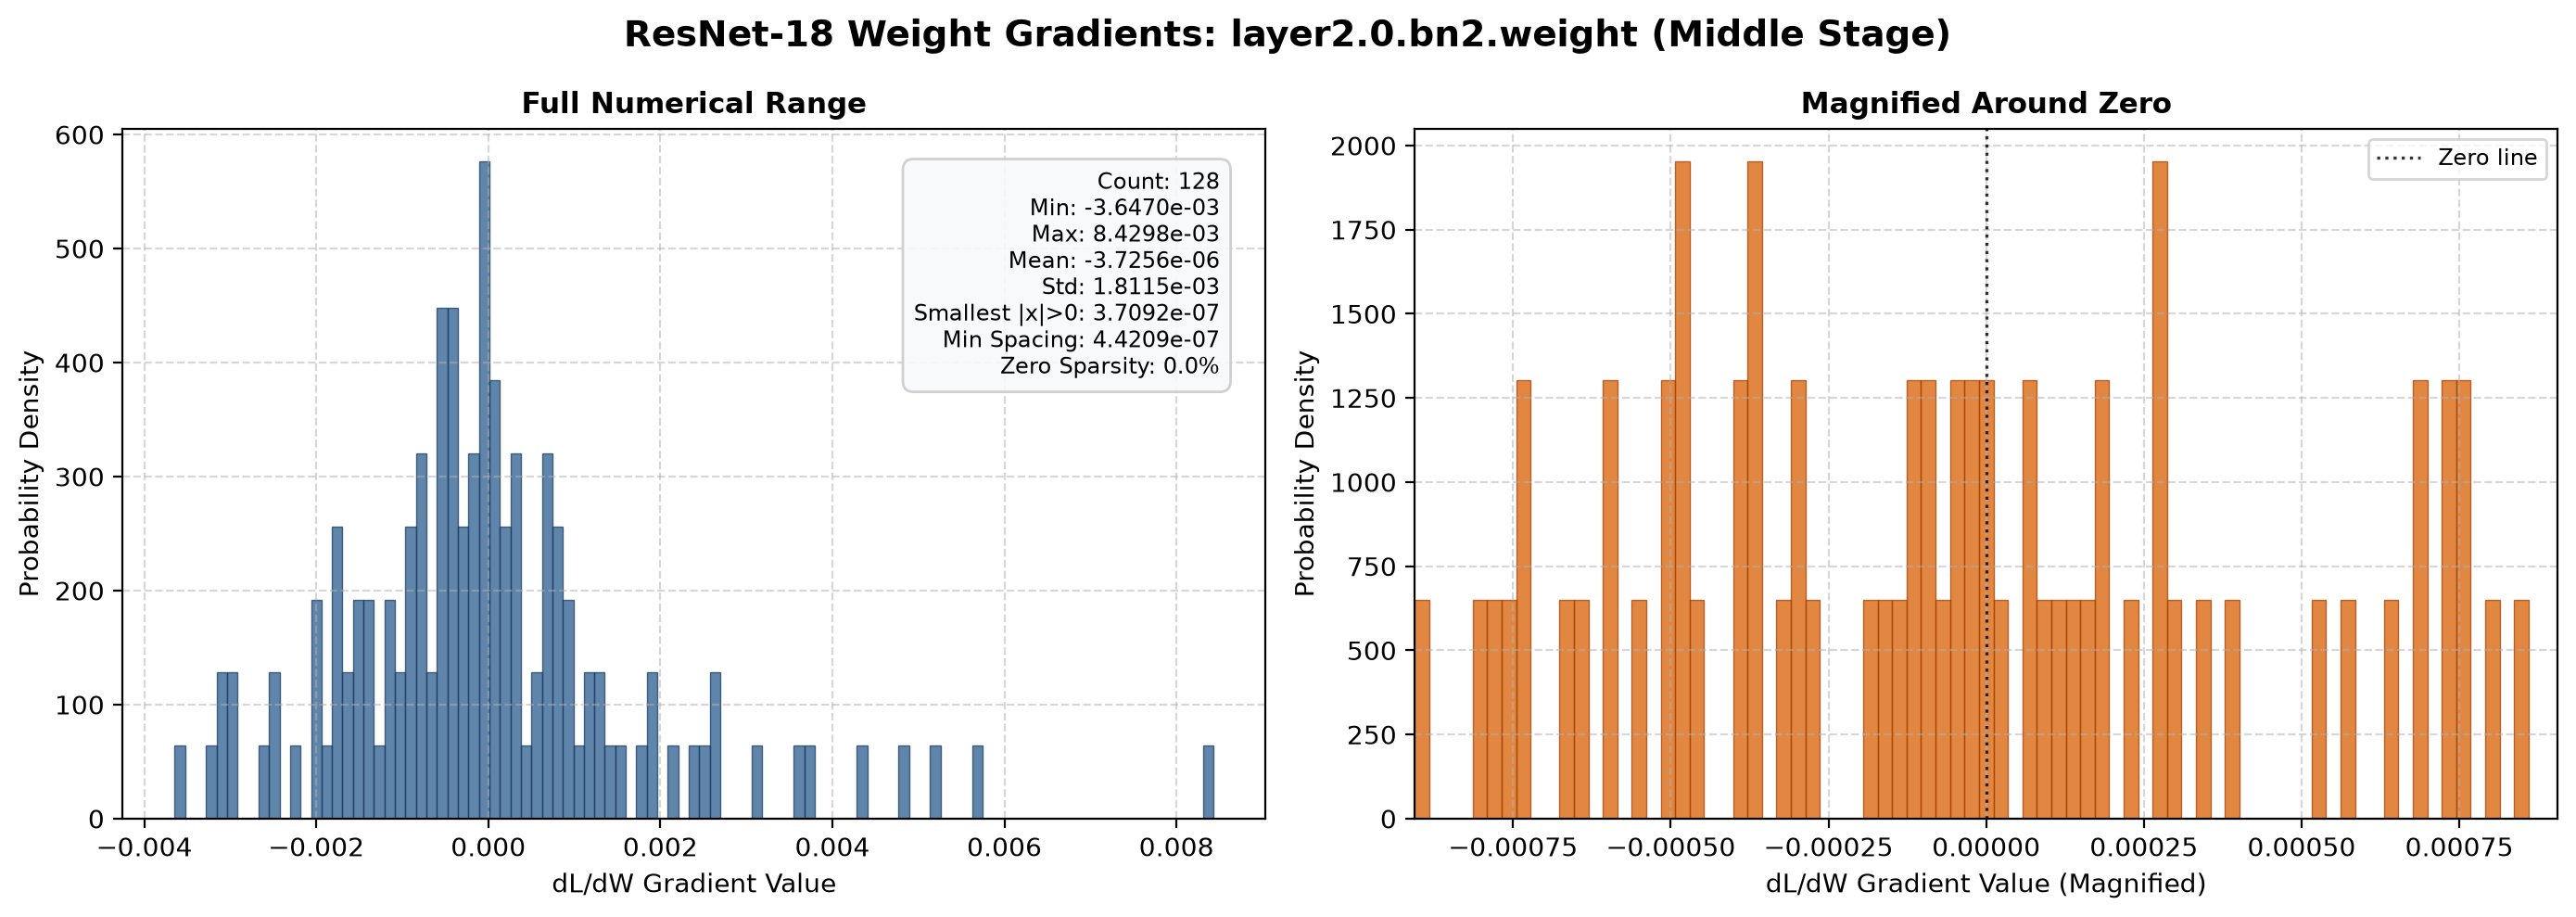 ResNet-18 Weight Gradients: layer2.0.bn2.weight (Middle Stage)
Full Numerical Range
Probability Density
600
500
400
300
200
100
0
Count: 128
Min: -3.6470e-03
Max: 8.4298e-03
Mean: -3.7256e-06
Std: 1.8115e-03
Smallest |x|>0: 3.7092e-07
Min Spacing: 4.4209e-07
Zero Sparsity: 0.0%
−0.004 −0.002 0.000 0.002 0.004 0.006 0.008
dL/dW Gradient Value
Magnified Around Zero
Probability Density
2000
1750
1500
1250
1000
750
500
250
0
Zero line
−0.00075 −0.00050 −0.00025 0.00000 0.00025 0.00050 0.00075
dL/dW Gradient Value (Magnified)